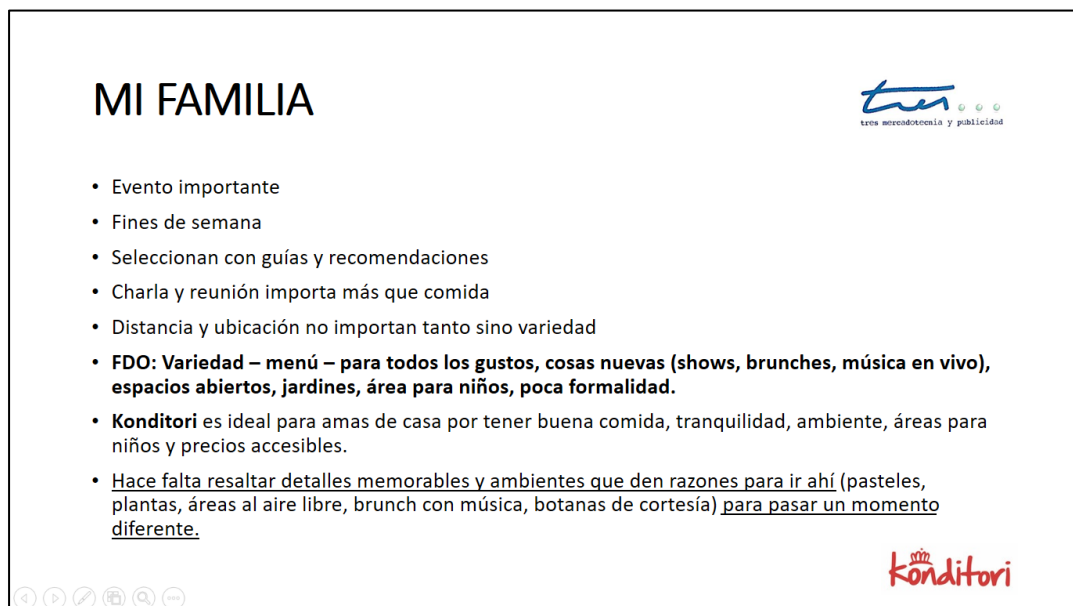 MI FAMILIA
tres...
tres mercadotecnia y publicidad
• Evento importante
• Fines de semana
• Seleccionan con guías y recomendaciones
• Charla y reunión importa más que comida
• Distancia y ubicación no importan tanto sino variedad
• FDO: Variedad – menú – para todos los gustos, cosas nuevas (shows, brunches, música en vivo),
espacios abiertos, jardines, área para niños, poca formalidad.
• Konditori es ideal para amas de casa por tener buena comida, tranquilidad, ambiente, áreas para
niños y precios accesibles.
• Hace falta resaltar detalles memorables y ambientes que den razones para ir ahí (pasteles,
plantas, áreas al aire libre, brunch con música, botanas de cortesía) para pasar un momento
diferente.
konditori